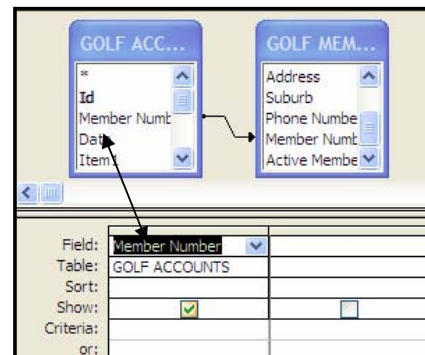 GOLF ACC...
*
Id
Member Numb
Dat
Item1
GOLF MEM...
Address
Suburb
Phone Numbe
Member Numb
Active Membe
Field: Member Number
Table: GOLF ACCOUNTS
Sort:
Show:
Criteria:
or: